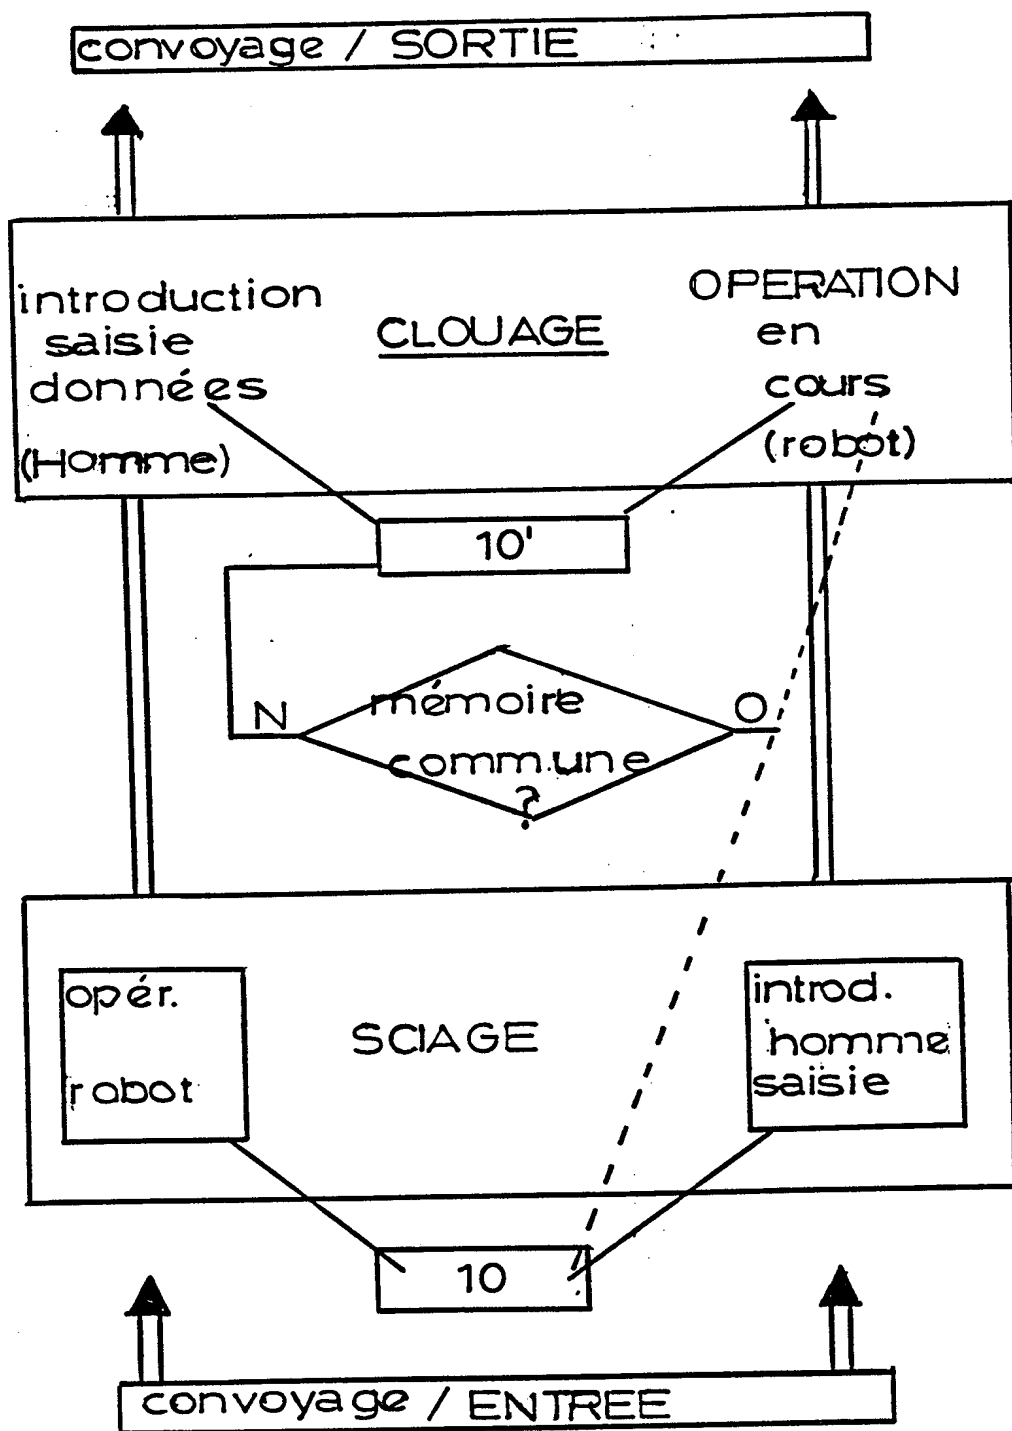 convoyage / SORTIE
introduction
saisie
données
(Homme)
CLOUAGE
OPERATION
en
cours
(robot)
10'
N
mémoire
commune
?
O
opér.
robot
SCIAGE
introd.
homme
saisie
10
convoyage / ENTREE